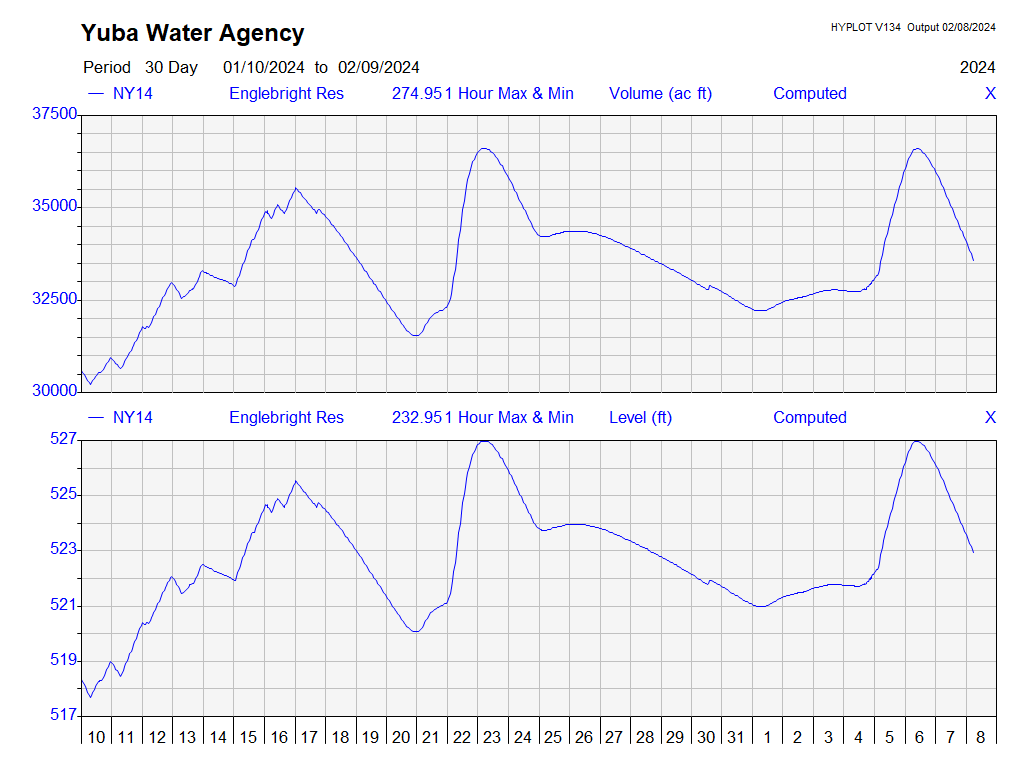 Yuba Water Agency
HYPLOT V134 Output 02/08/2024
Period 30 Day 01/10/2024 to 02/09/2024 2024
NY14 Englebright Res 274.951 Hour Max & Min Volume (ac ft) Computed X
37500
35000
32500
30000
NY14 Englebright Res 232.951 Hour Max & Min Level (ft) Computed X
527
525
523
521
519
517
10 11 12 13 14 15 16 17 18 19 20 21 22 23 24 25 26 27 28 29 30 31 1 2 3 4 5 6 7 8